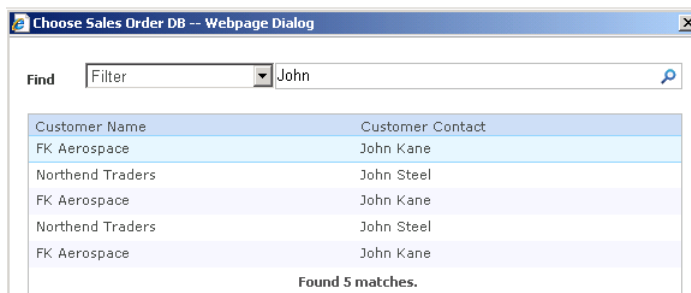 Choose Sales Order DB -- Webpage Dialog
Find Filter John
Customer Name Customer Contact
FK Aerospace John Kane
Northend Traders John Steel
FK Aerospace John Kane
Northend Traders John Steel
FK Aerospace John Kane
Found 5 matches.